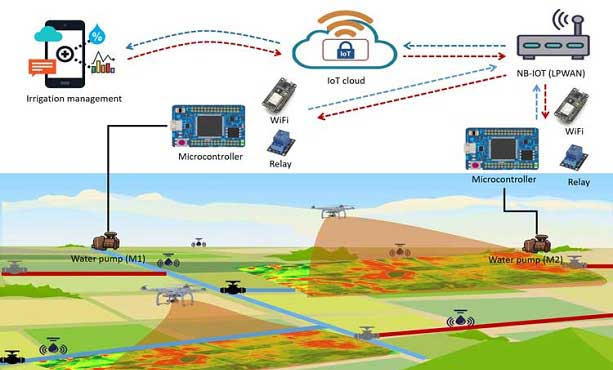 IoT
Irrigation management
IoT cloud
NB-IOT (LPWAN)
WiFi
Microcontroller
Relay
WiFi
Microcontroller
Relay
Water pump (M1)
Water pump (M2)